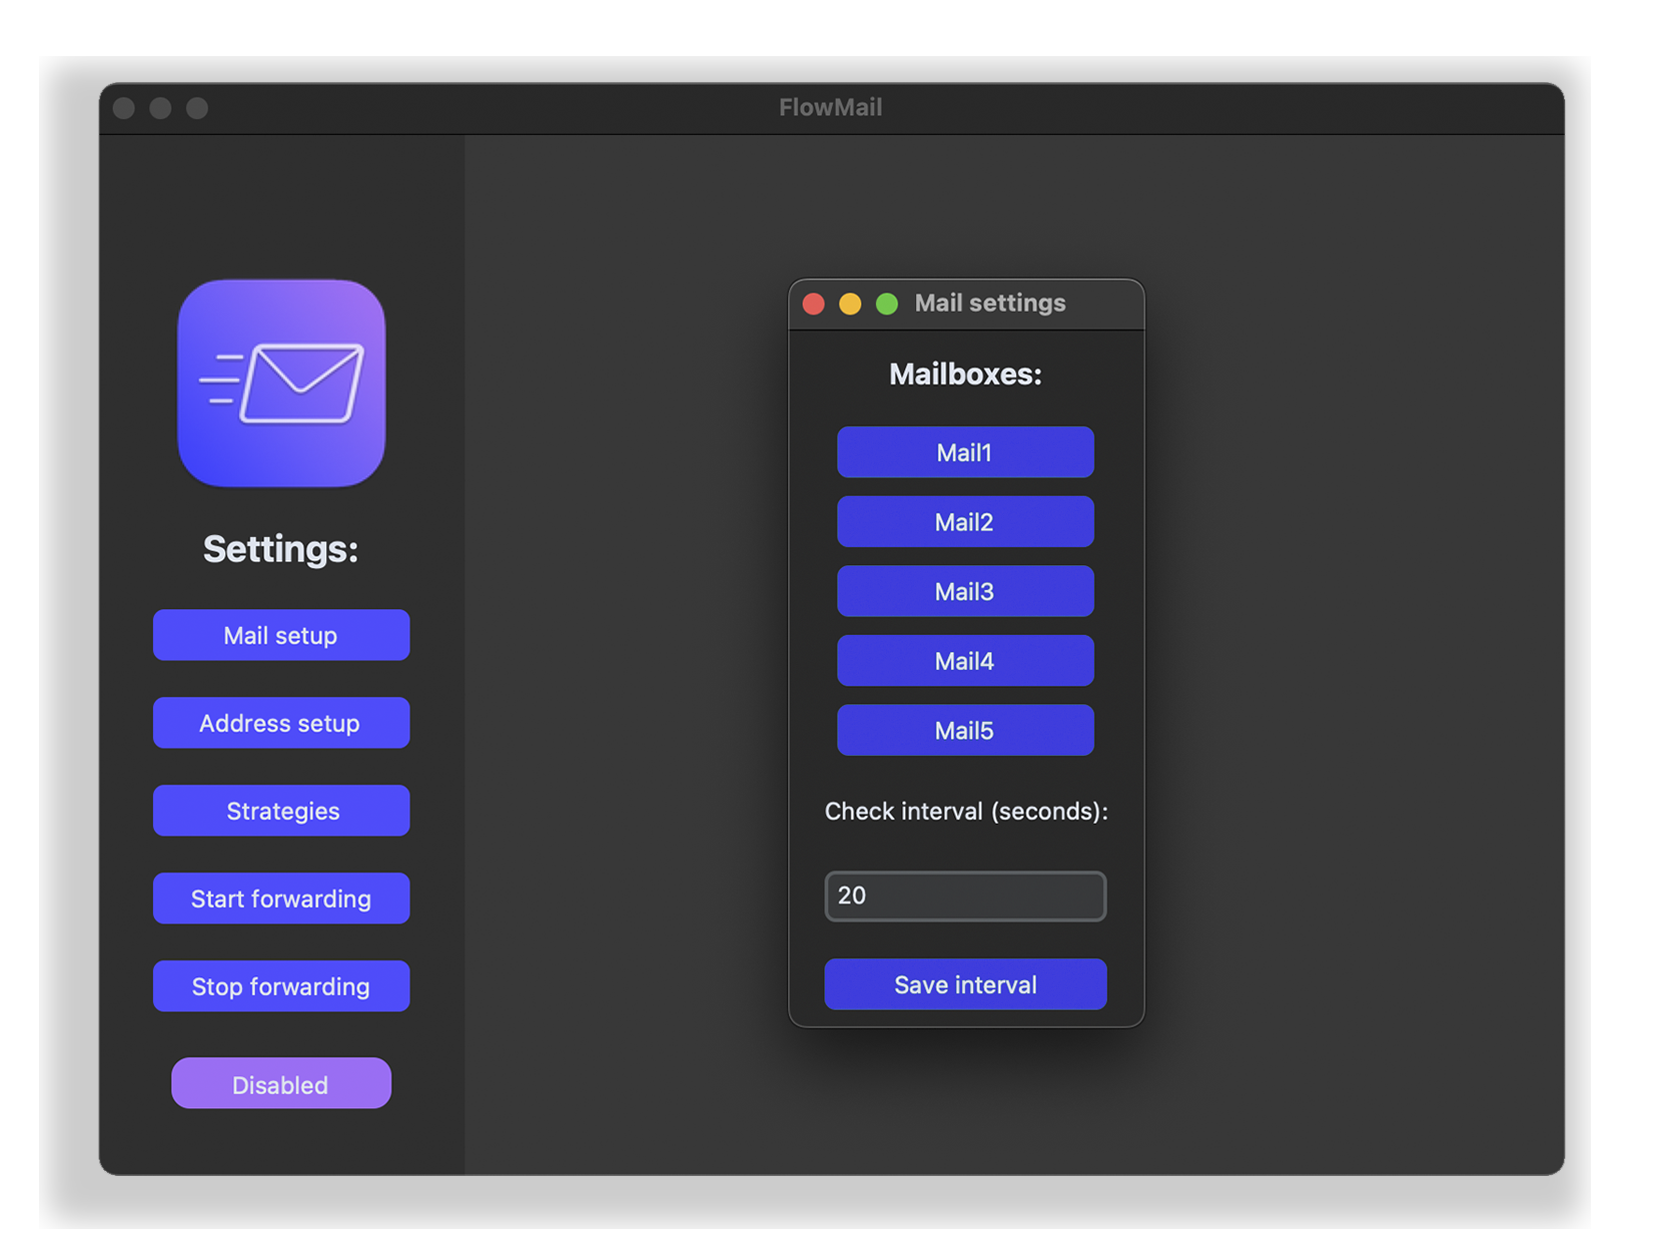 FlowMail
Settings:
Mail setup
Address setup
Strategies
Start forwarding
Stop forwarding
Disabled
Mail settings
Mailboxes:
Mail1
Mail2
Mail3
Mail4
Mail5
Check interval (seconds):
20
Save interval